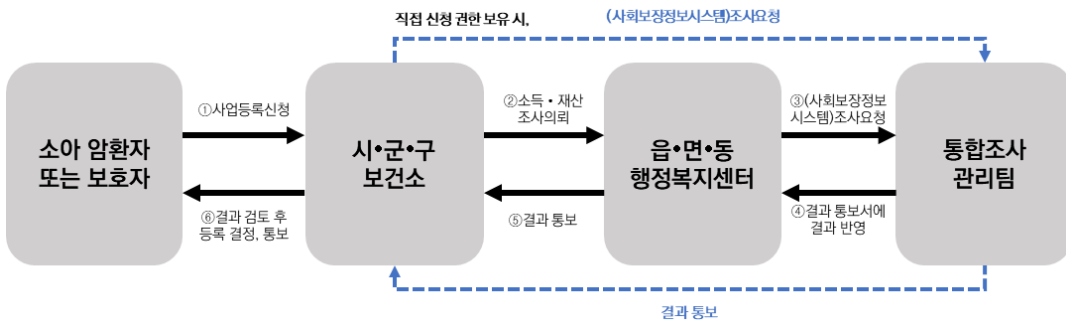 직접 신청 권한 보유 시,
(사회보장정보시스템)조사요청
소아 암환자
또는 보호자
①사업등록신청
⑥결과 검토 후
등록 결정, 통보
시•군•구
보건소
②소득・재산
조사의뢰
⑤결과 통보
읍•면•동
행정복지센터
③(사회보장정보
시스템)조사요청
④결과 통보서에
결과 반영
통합조사
관리팀
결과 통보